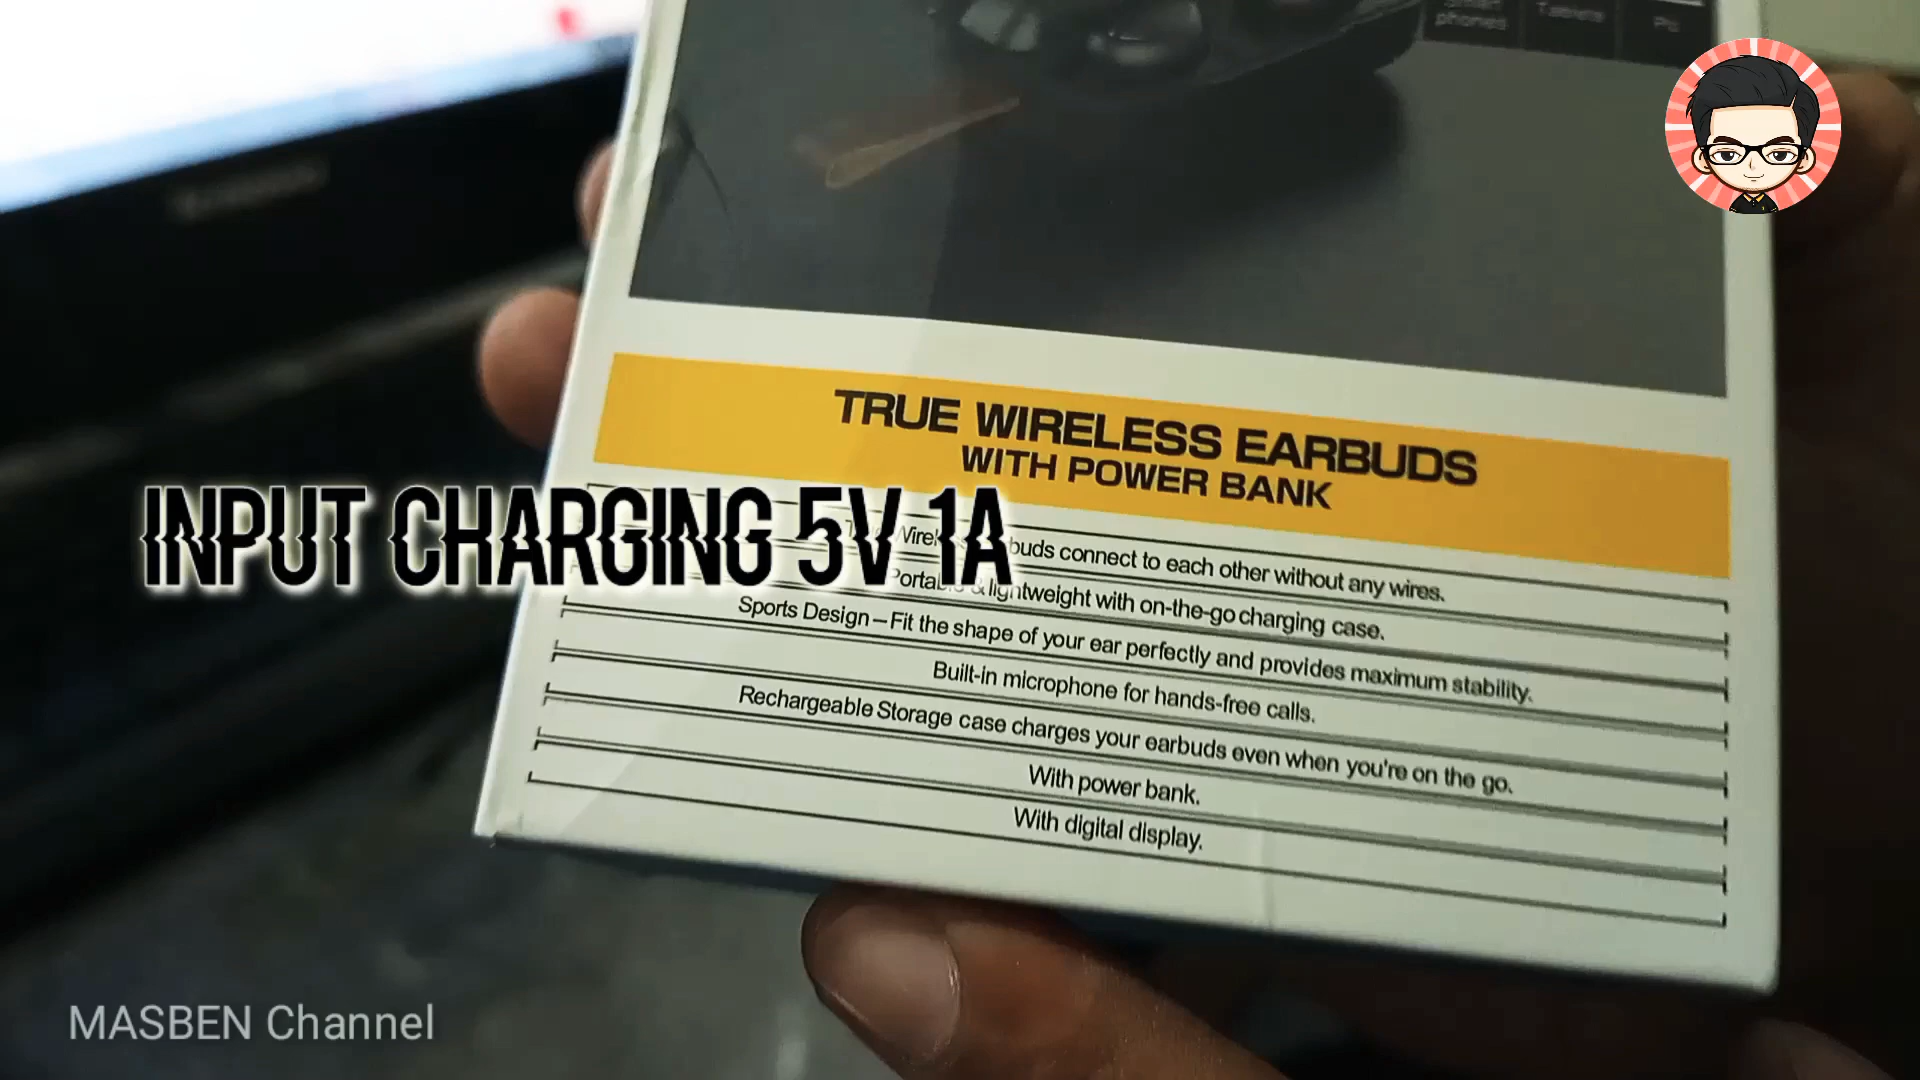 phones
Tablets
PC
TRUE WIRELESS EARBUDS
WITH POWER BANK
INPUT CHARGING 5V 1A
buds connect to each other without any wires.
lightweight with on-the-go charging case.
Sports Design – Fit the shape of your ear perfectly and provides maximum stability.
Built-in microphone for hands-free calls.
Rechargeable Storage case charges your earbuds even when you're on the go.
With power bank.
With digital display.
MASBEN Channel